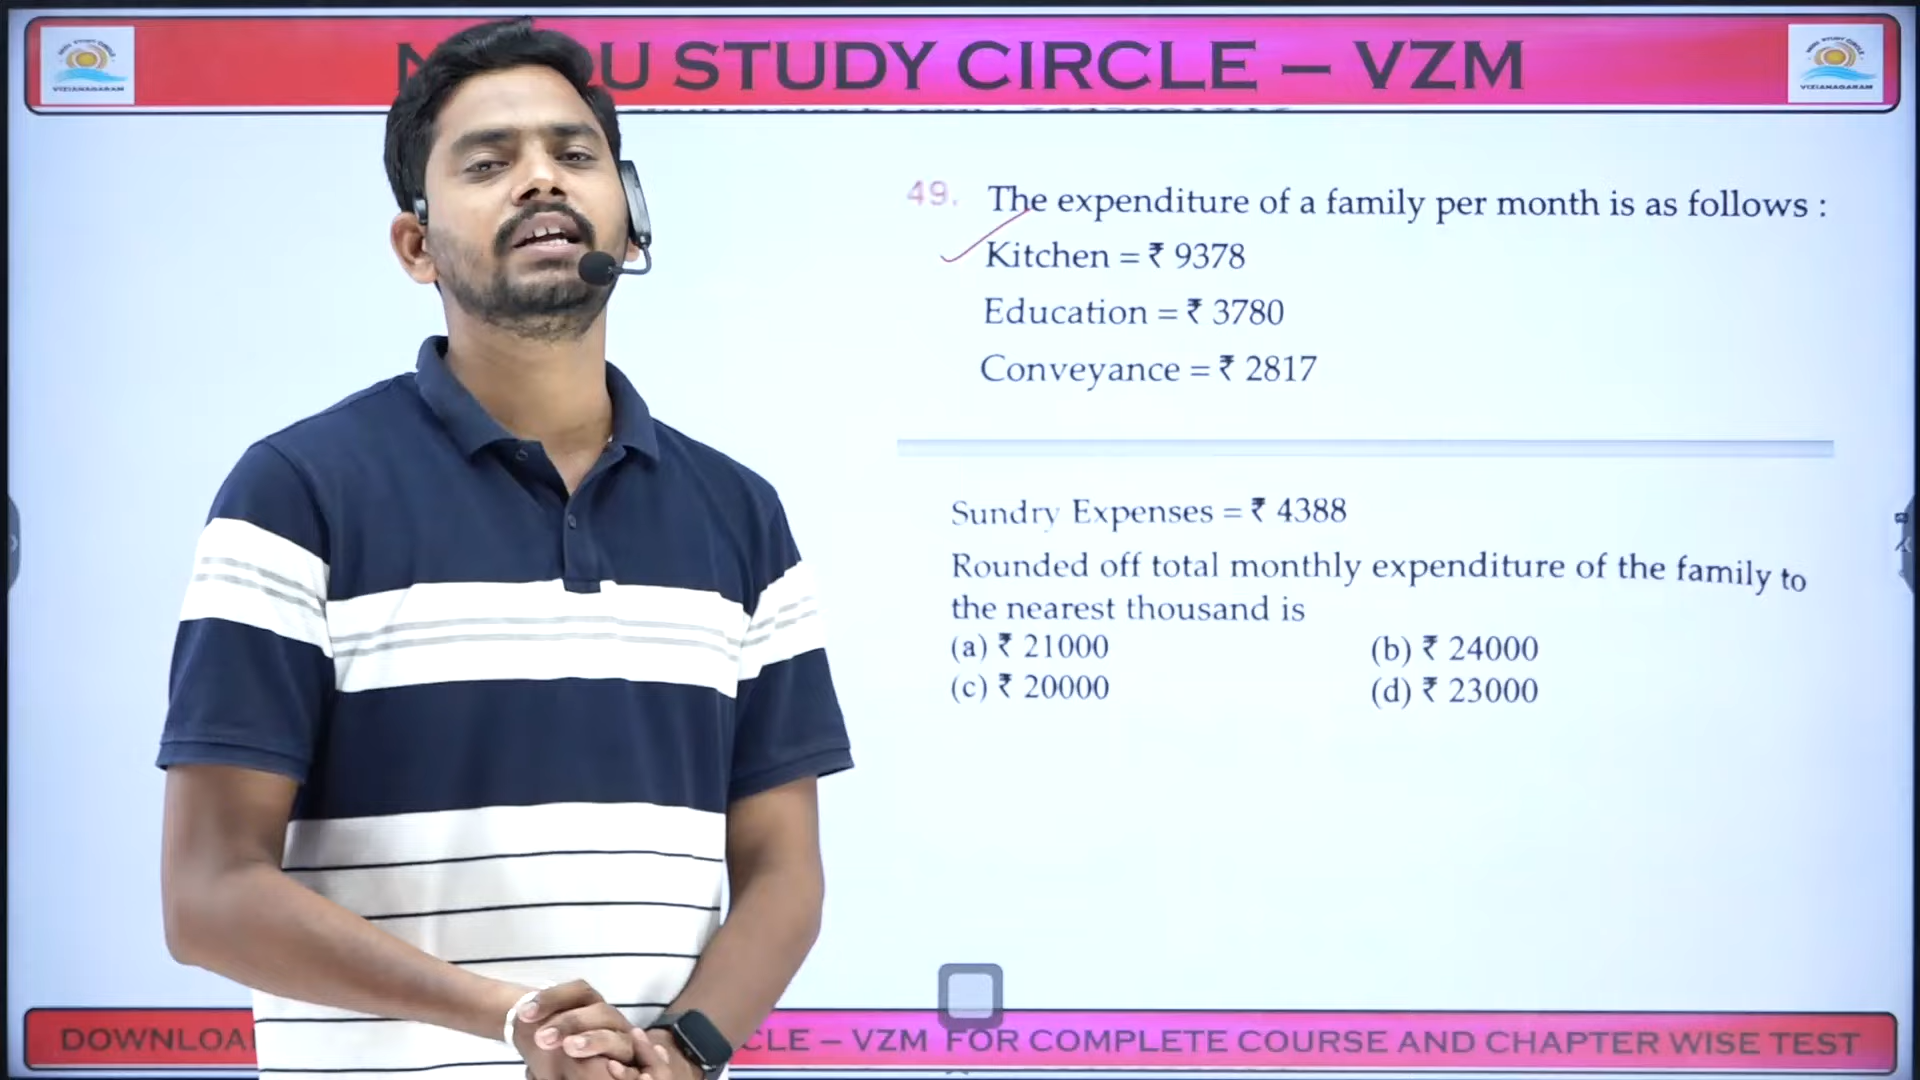 STUDY CIRCLE – VZM
VIZIANAGARAM
VIZIANAGARAM
49. The expenditure of a family per month is as follows :
Kitchen = ₹ 9378
Education = ₹ 3780
Conveyance = ₹ 2817
Sundry Expenses = ₹ 4388
Rounded off total monthly expenditure of the family to
the nearest thousand is
(a) ₹ 21000 (b) ₹ 24000
(c) ₹ 20000 (d) ₹ 23000
– VZM FOR COMPLETE COURSE AND CHAPTER WISE TEST